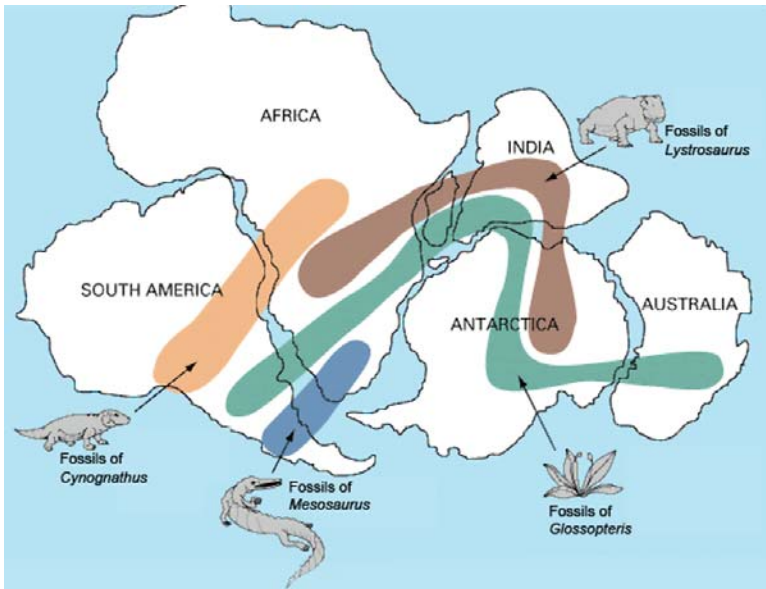 AFRICA
INDIA
Fossils of
Lystrosaurus
SOUTH AMERICA
ANTARCTICA
AUSTRALIA
Fossils of
Cynognathus
Fossils of
Mesosaurus
Fossils of
Glossopteris